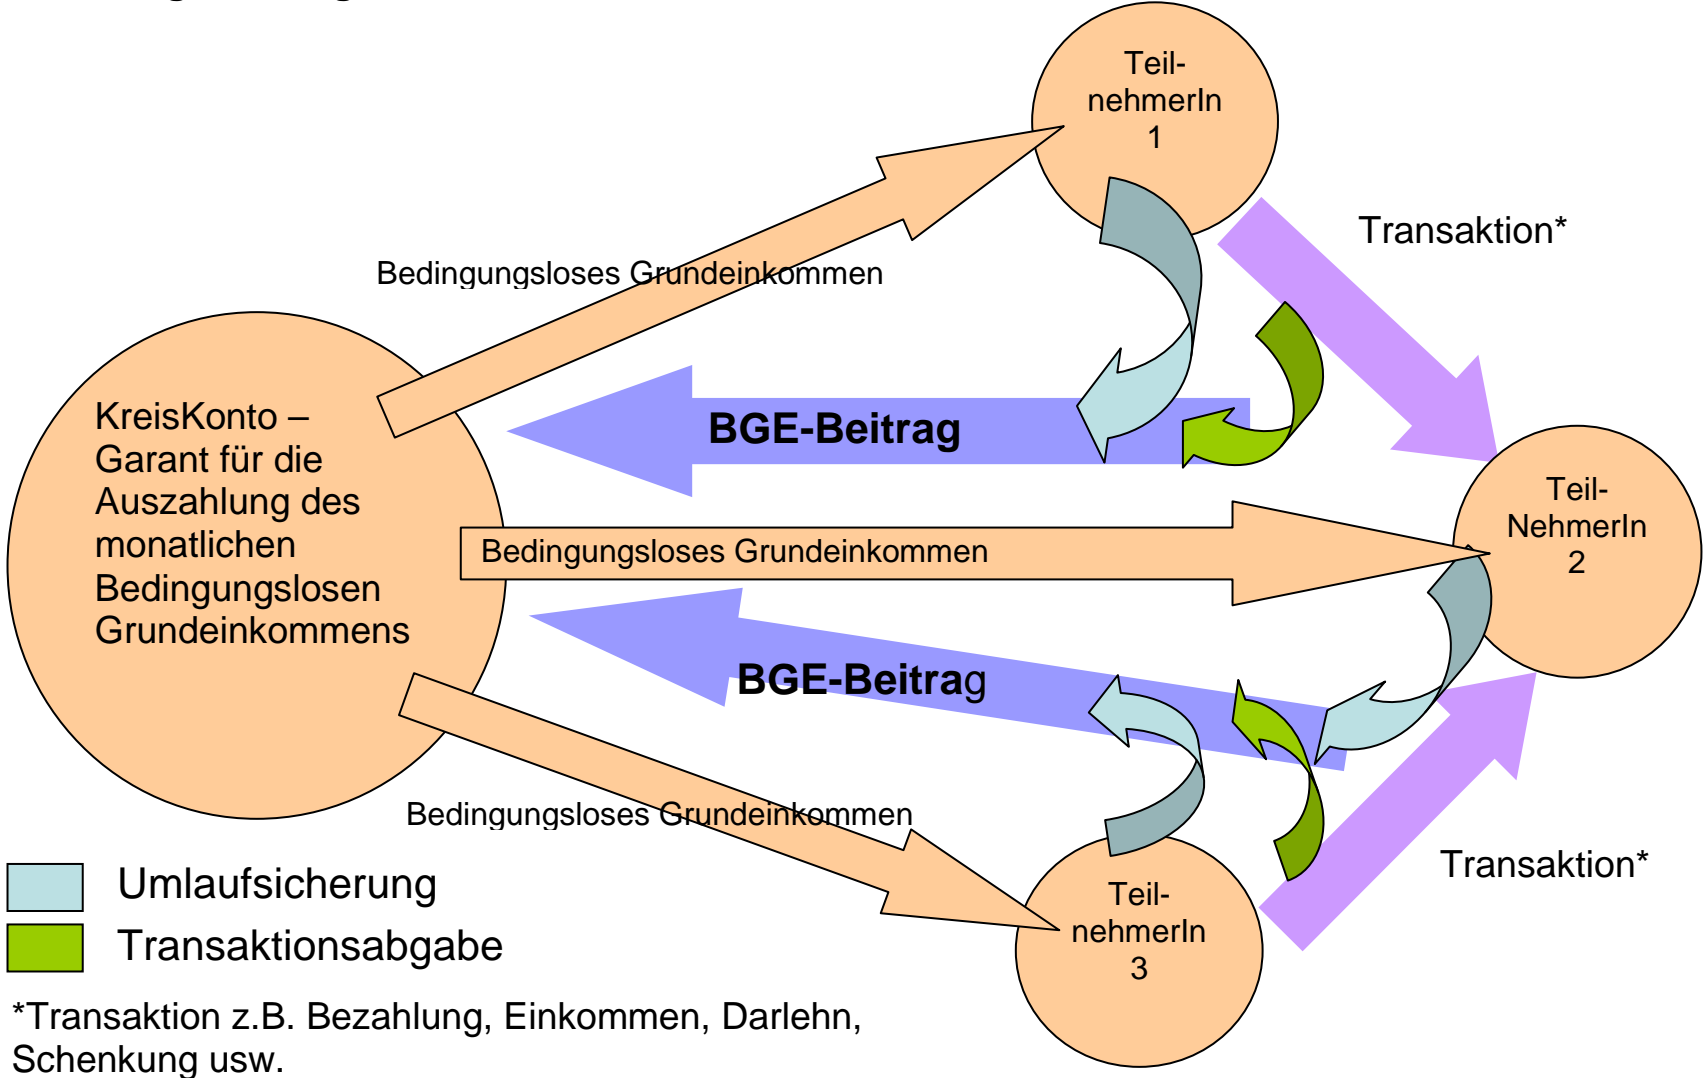 Teil-
nehmerIn
1
Transaktion*
Bedingungsloses Grundeinkommen
KreisKonto –
Garant für die
Auszahlung des
monatlichen
Bedingungslosen
Grundeinkommens
BGE-Beitrag
Teil-
NehmerIn
2
Bedingungsloses Grundeinkommen
BGE-Beitrag
Bedingungsloses Grundeinkommen
Transaktion*
Teil-
nehmerIn
3
Umlaufsicherung
Transaktionsabgabe
*Transaktion z.B. Bezahlung, Einkommen, Darlehn,
Schenkung usw.